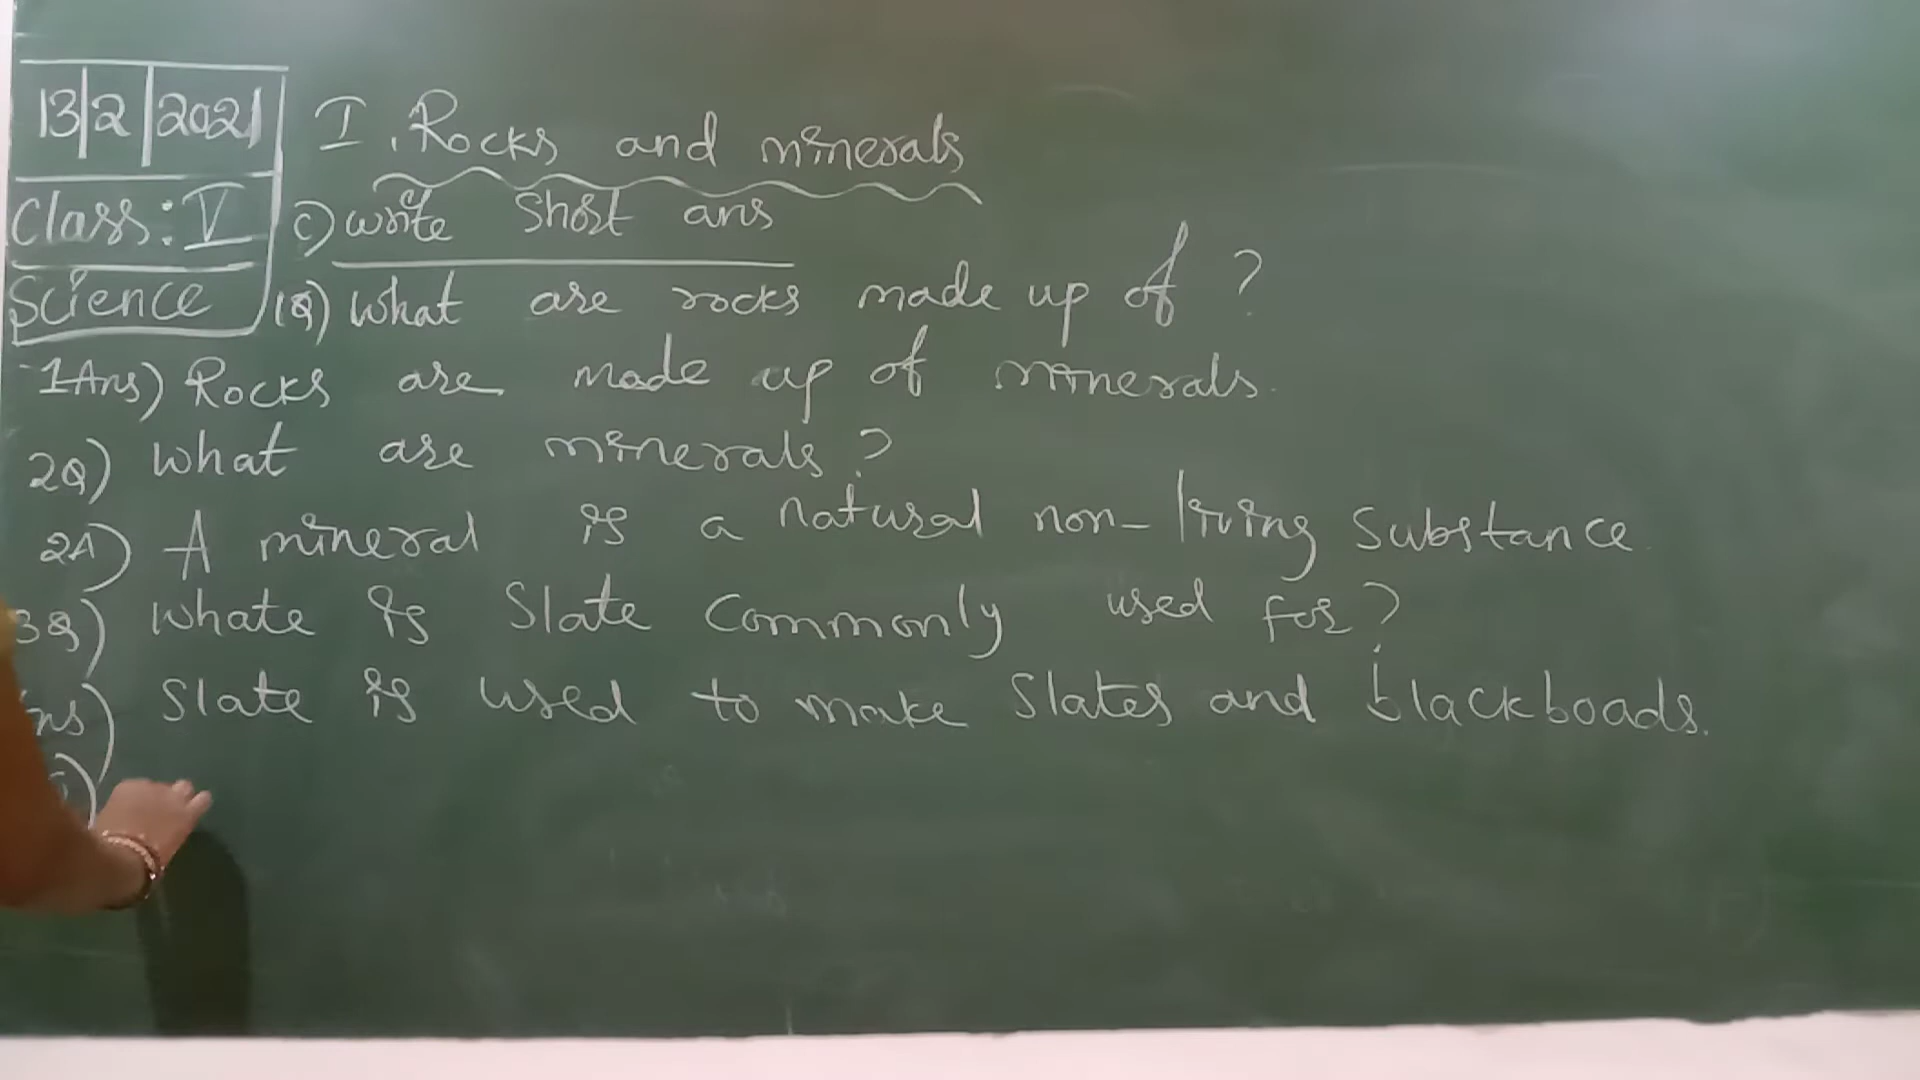 13/2/2021
Class: V
Science
I. Rocks and minerals
c) write short ans
1Q) What are rocks made up of ?
1Ans) Rocks are made up of minerals.
2Q) What are minerals ?
2A) A mineral is a natural non-living Substance.
3Q) Whate is Slate Commonly used for ?
ns) Slate is used to make Slates and blackboads.